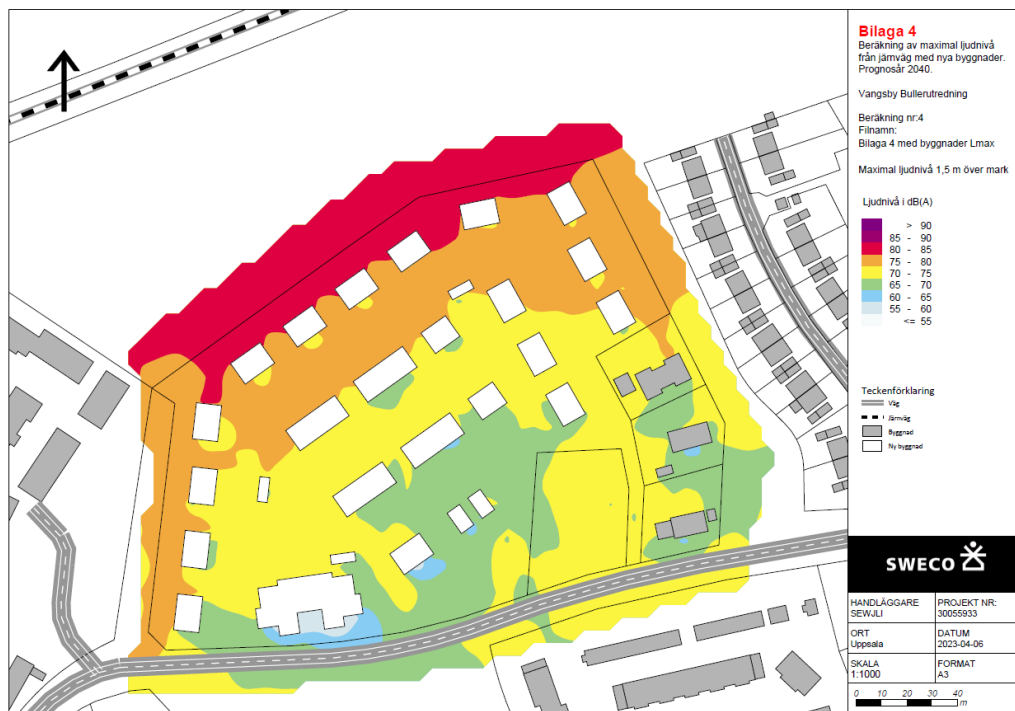 Bilaga 4
Beräkning av maximal ljudnivå
från järnväg med nya byggnader.
Prognosår 2040.
Vangsby Bullerutredning
Beräkning nr:4
Filnamn:
Bilaga 4 med byggnader Lmax
Maximal ljudnivå 1,5 m över mark
Ljudnivå i dB(A)
> 90
85 - 90
80 - 85
75 - 80
70 - 75
65 - 70
60 - 65
55 - 60
<= 55
Teckenförklaring
Väg
Järnväg
Byggnad
Ny byggnad
SWECO
HANDLÄGGARE PROJEKT NR:
SEWJLI 30055933
ORT DATUM
Uppsala 2023-04-06
SKALA FORMAT
1:1000 A3
0 10 20 30 40
m